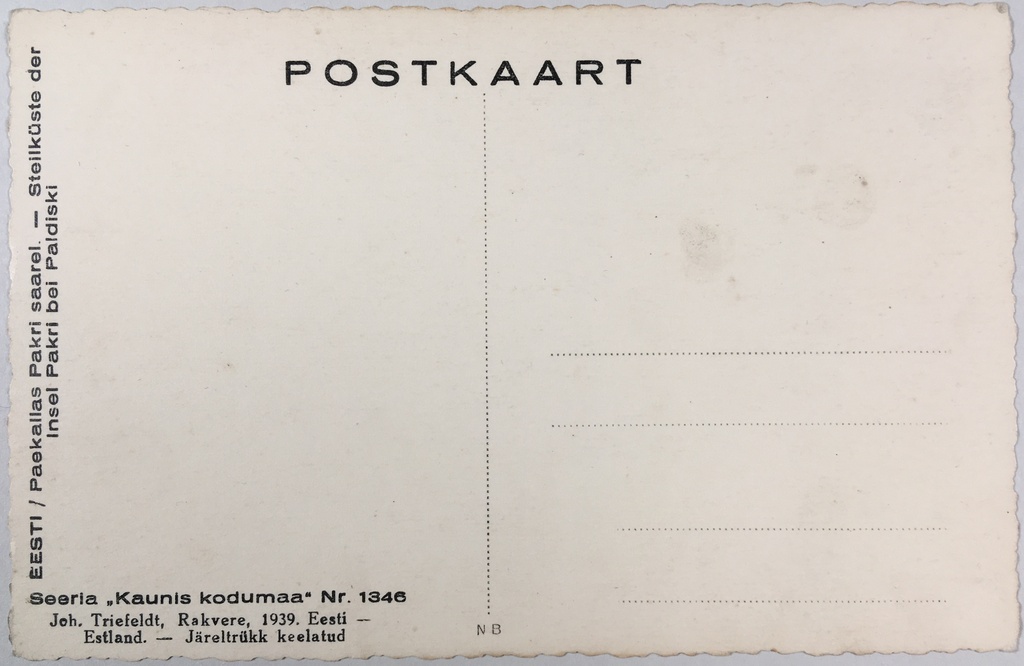 POSTKAART
EESTI / Paekallas Pakri saarel. — Steilküste der
Insel Pakri bei Paldiski
Seeria „Kaunis kodumaa" Nr. 1346
Joh. Triefeldt, Rakvere, 1939. Eesti —
Estland. — Järeltrükk keelatud
NB